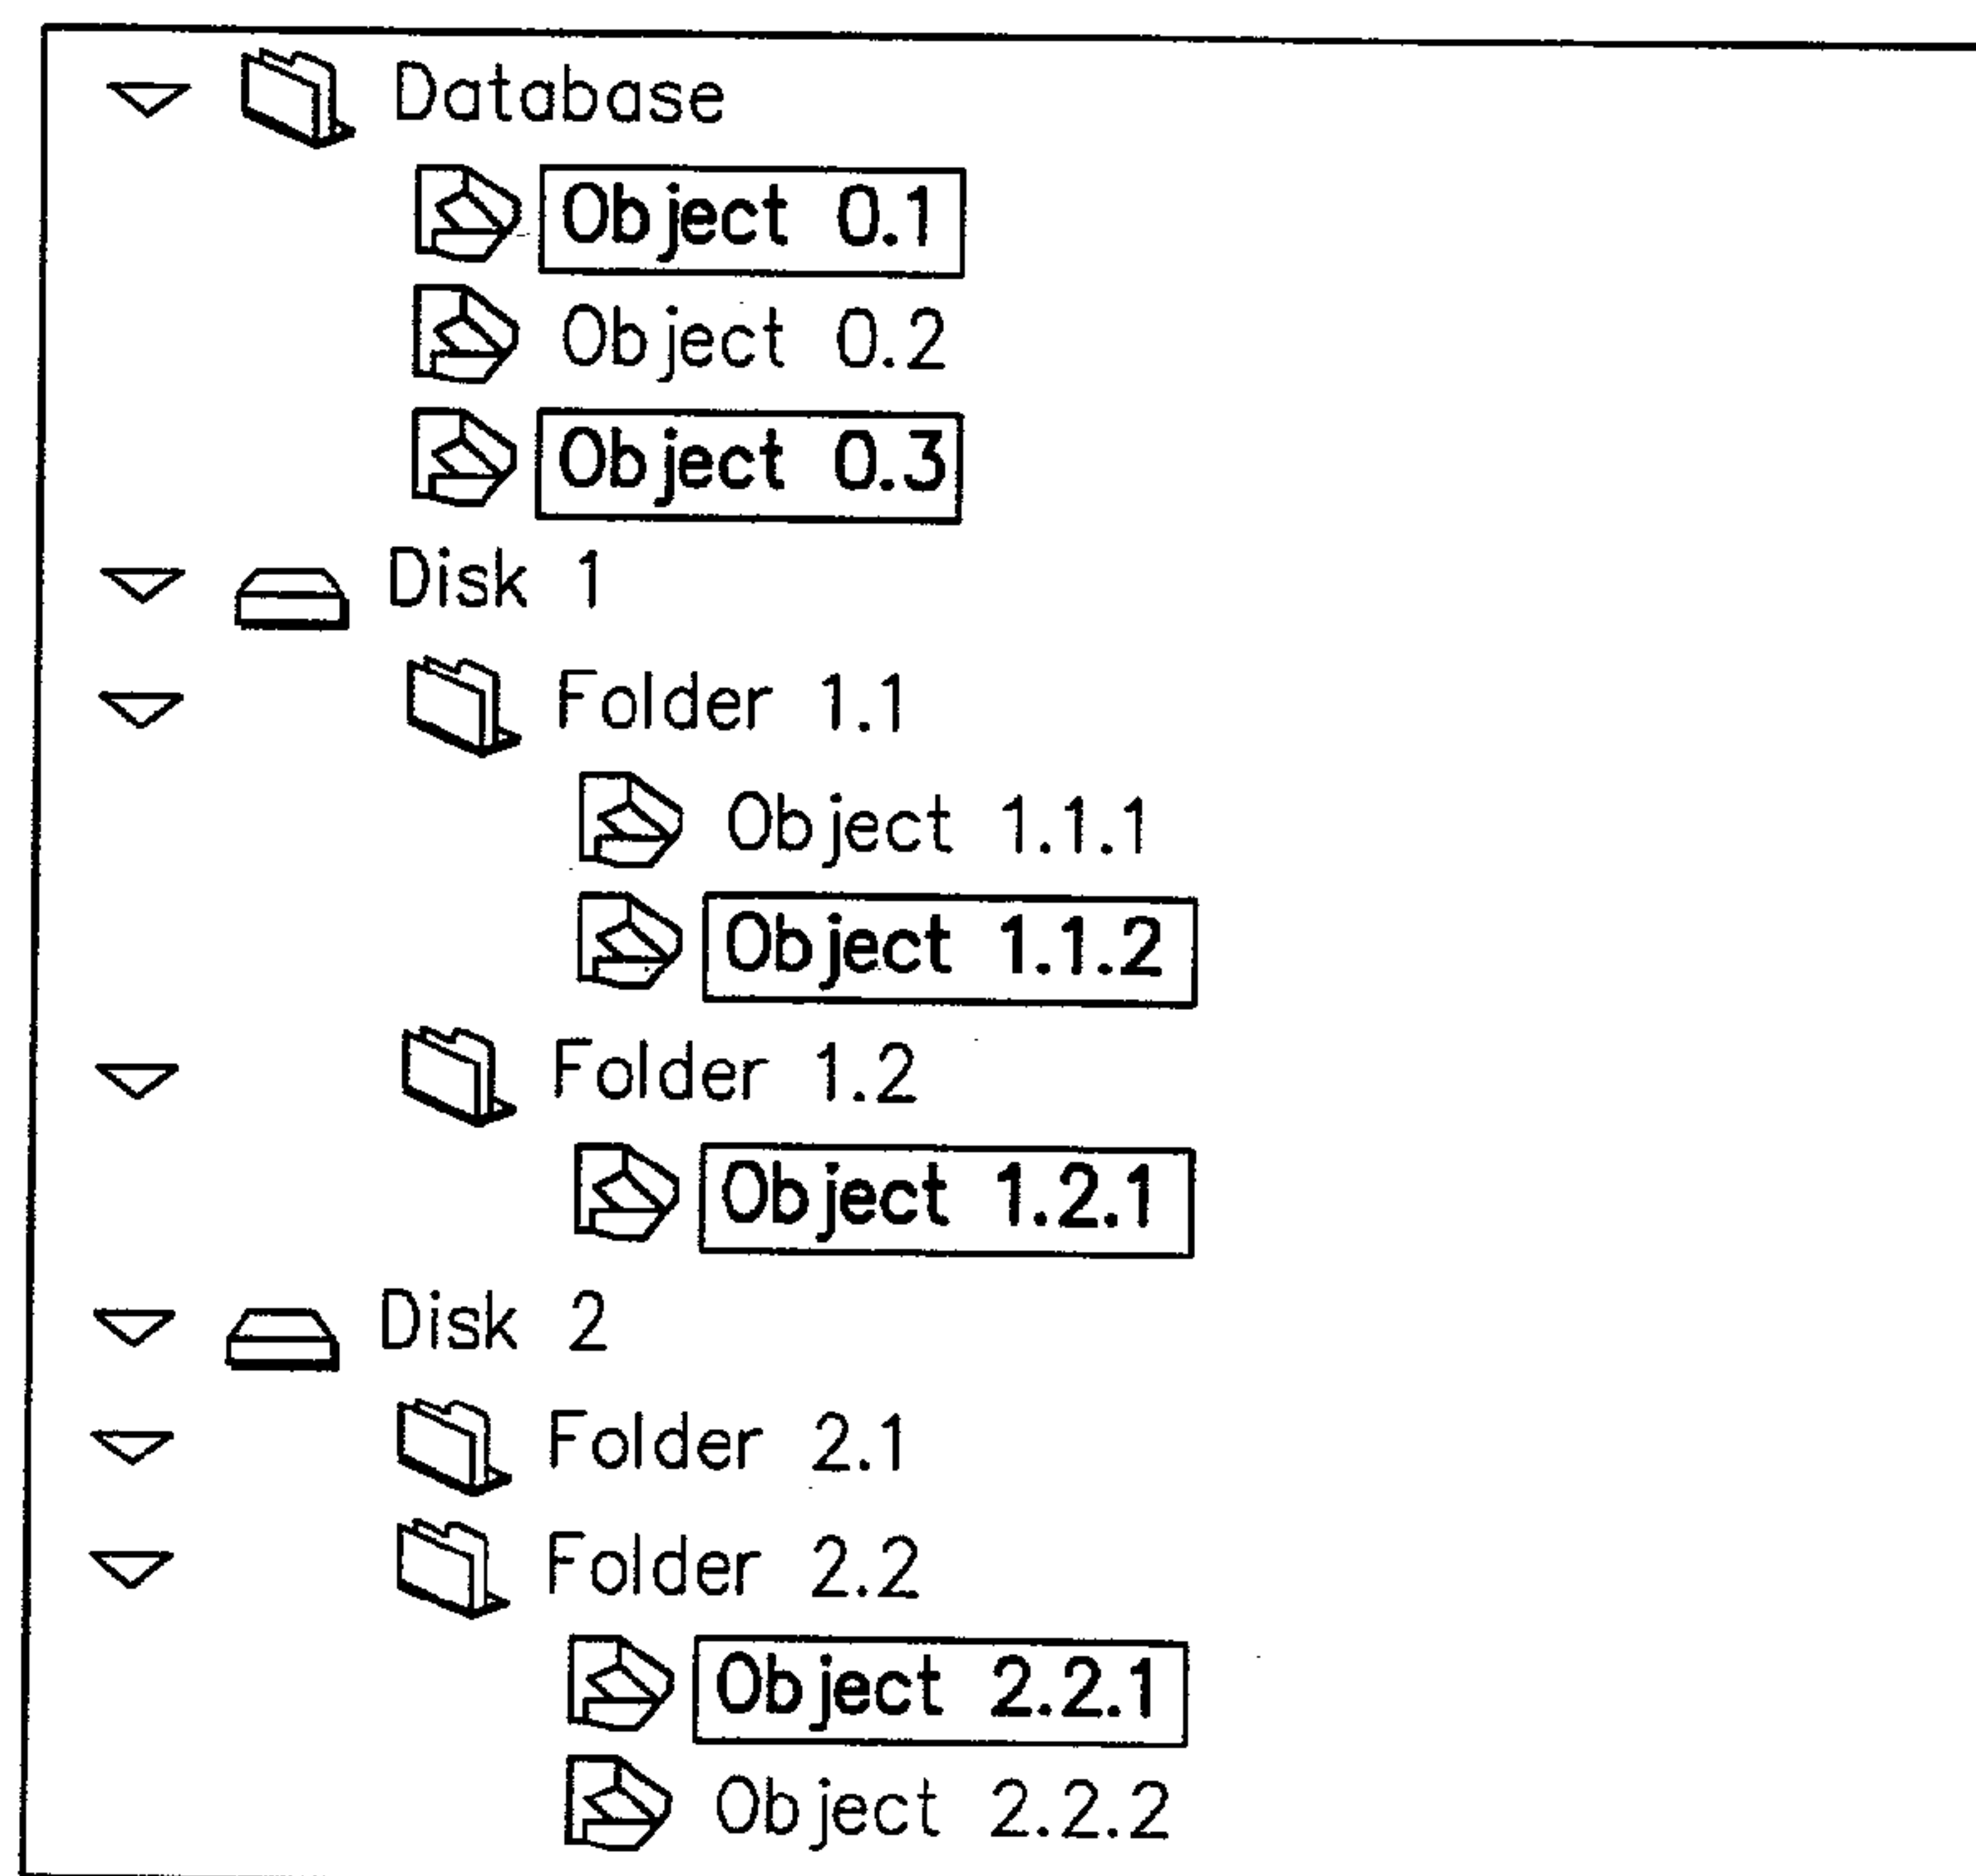 Database
Object 0.1
Object 0.2
Object 0.3
Disk 1
Folder 1.1
Object 1.1.1
Object 1.1.2
Folder 1.2
Object 1.2.1
Disk 2
Folder 2.1
Folder 2.2
Object 2.2.1
Object 2.2.2